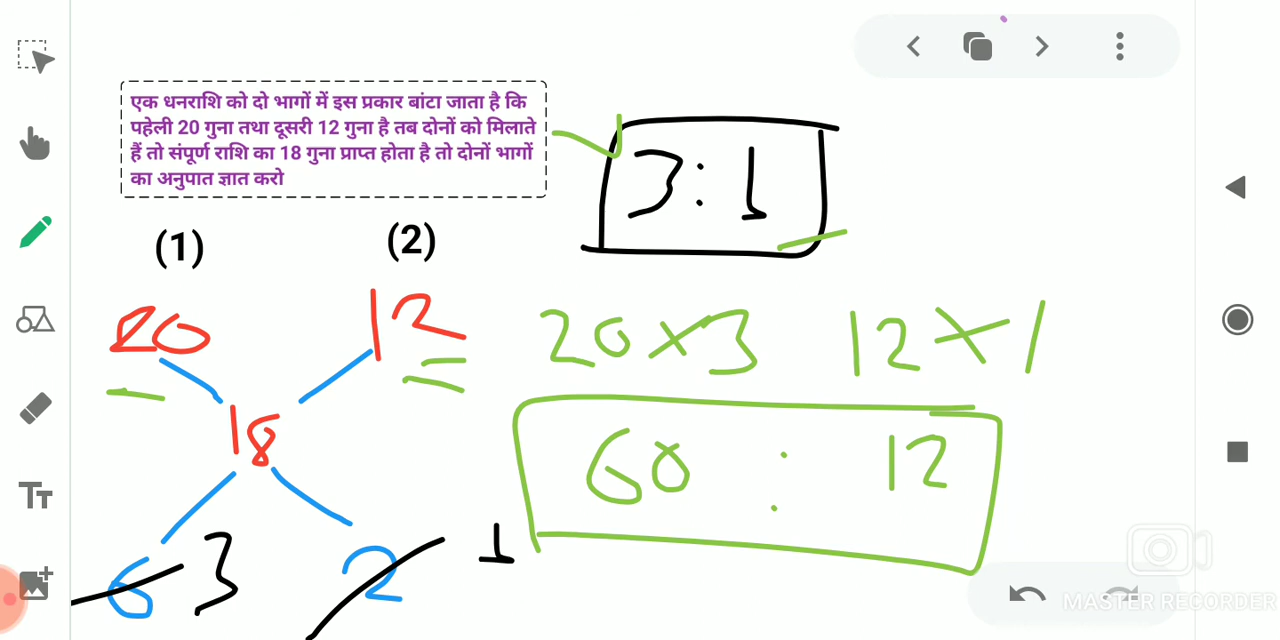 एक धनराशि को दो भागों में इस प्रकार बांटा जाता है कि
पहेली 20 गुना तथा दूसरी 12 गुना है तब दोनों को मिलाते
हैं तो संपूर्ण राशि का 18 गुना प्राप्त होता है तो दोनों भागों
का अनुपात ज्ञात करो
3 : 1
(1) (2)
20 12
20 × 3 12 × 1
18
60 : 12
6 3 2 1
Tт
MASTER RECORDER